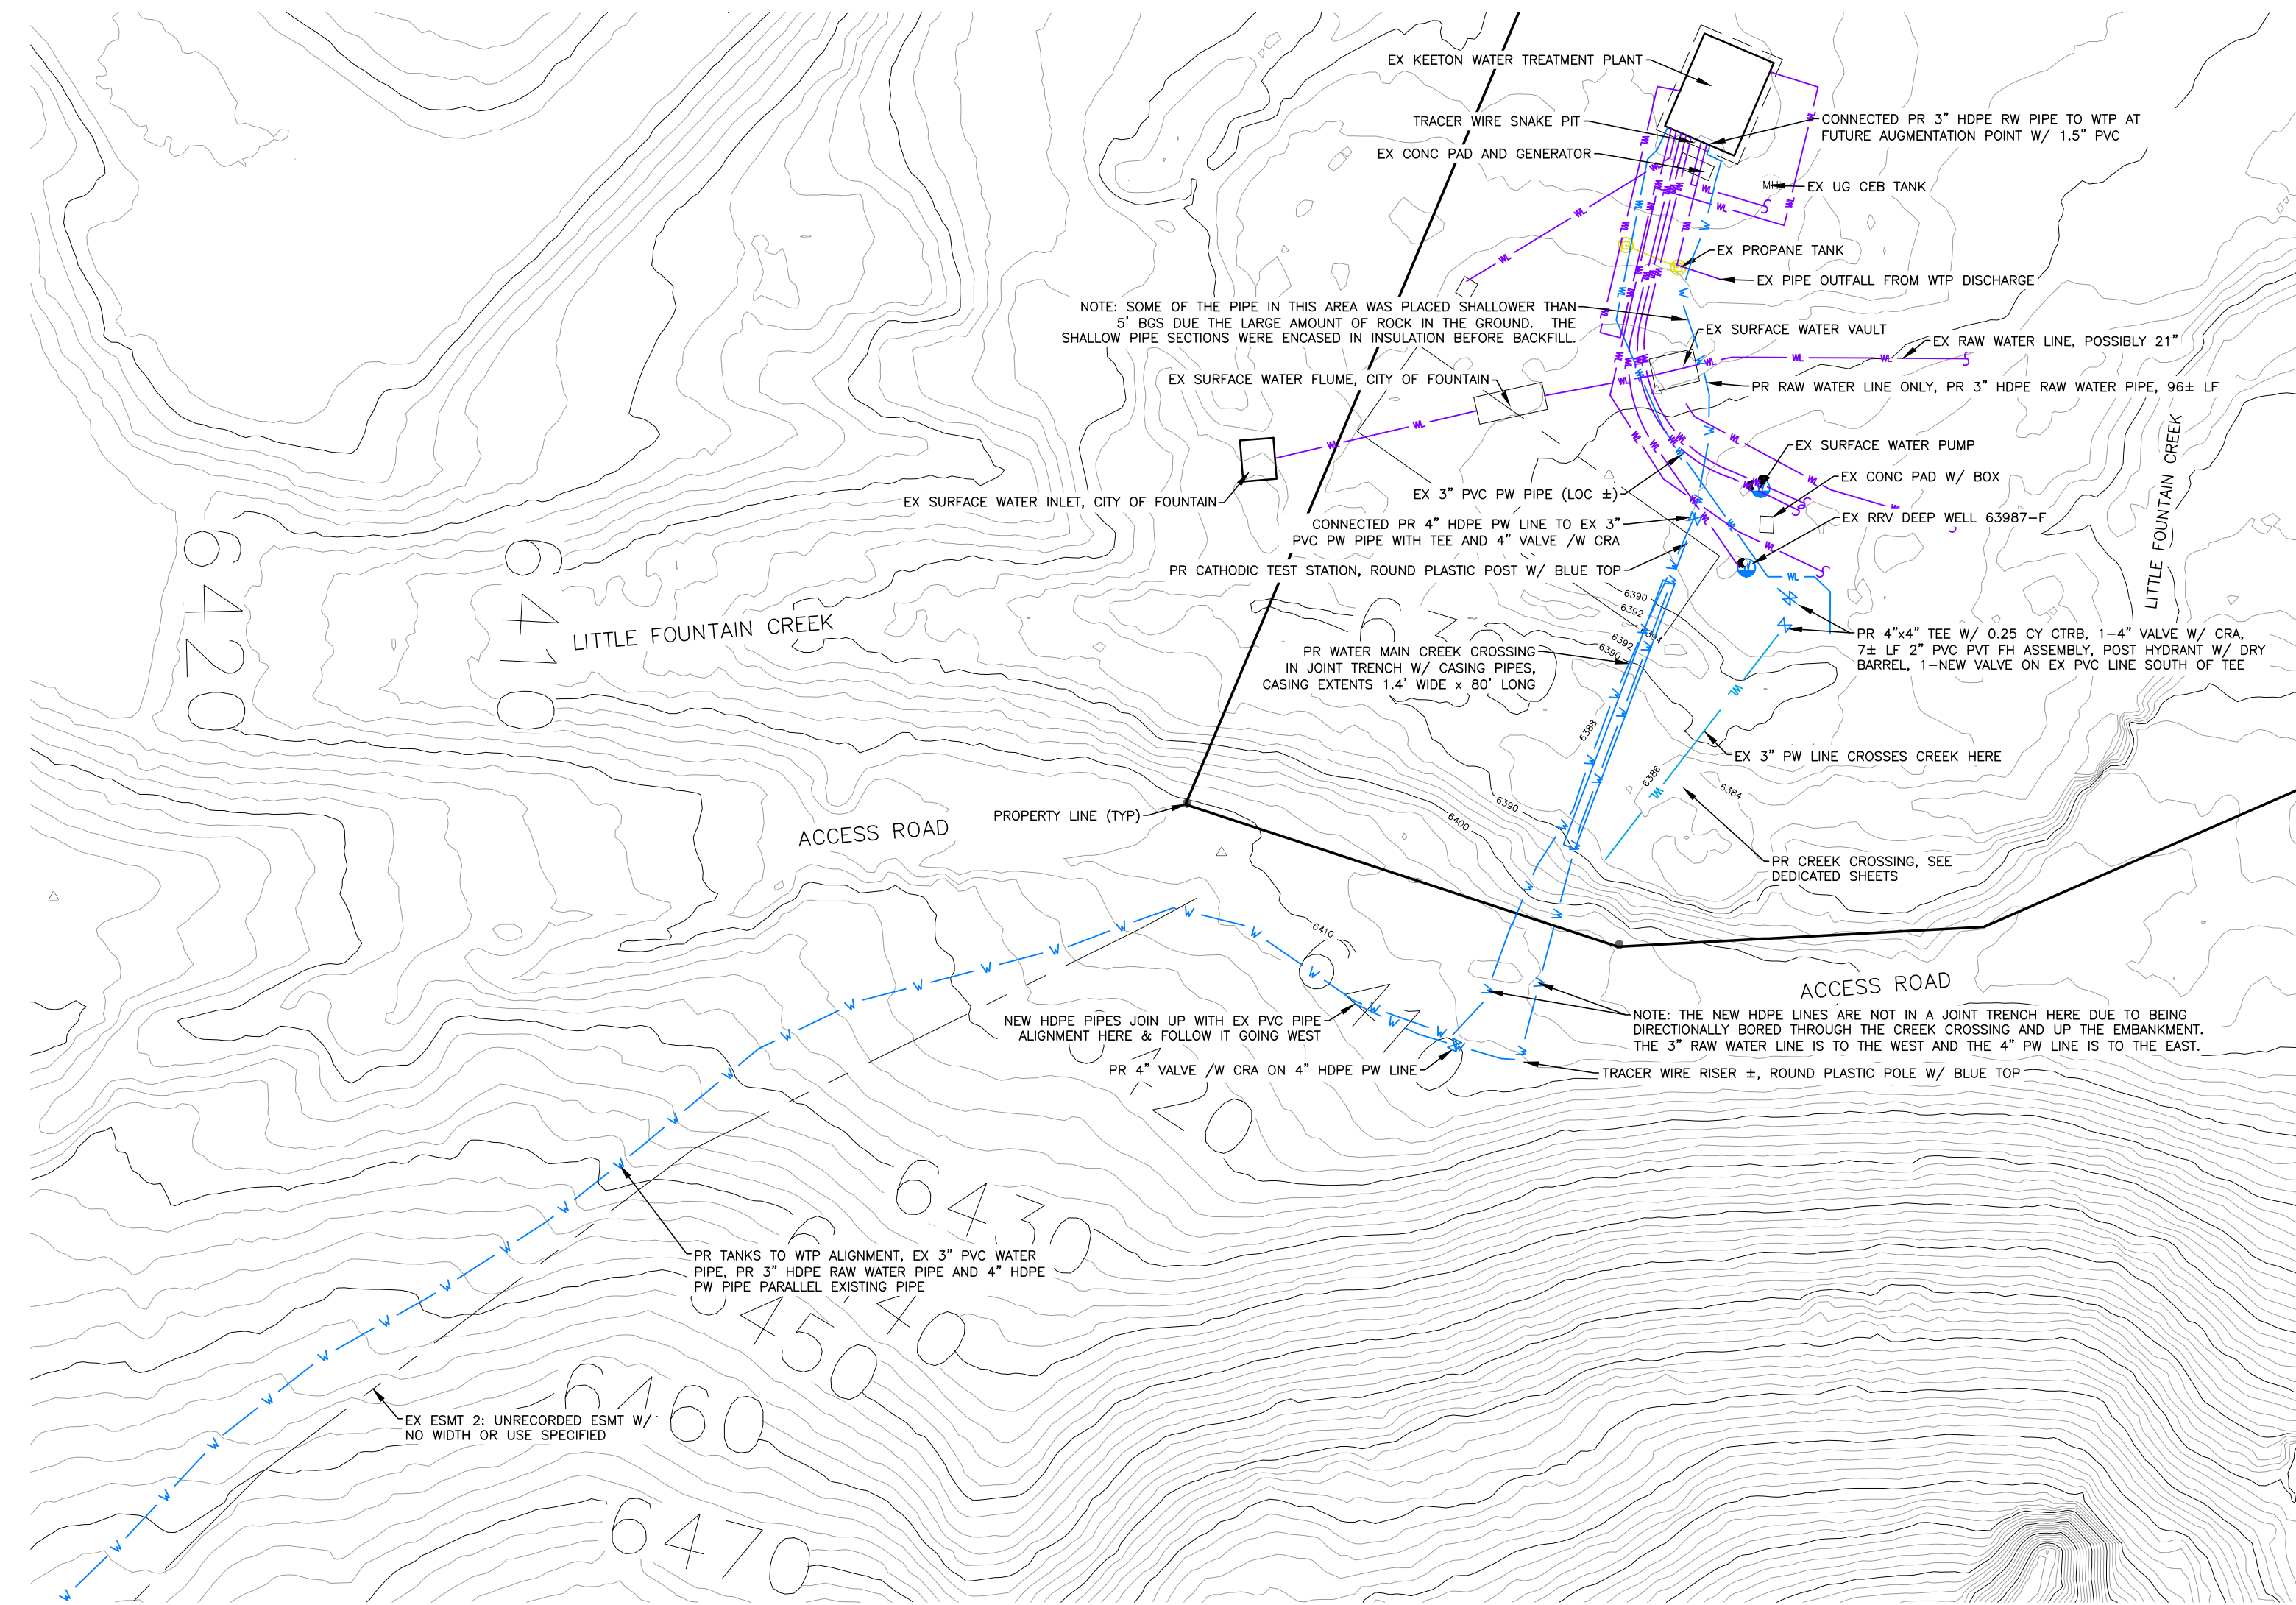 EX KEETON WATER TREATMENT PLANT
TRACER WIRE SNAKE PIT
EX CONC PAD AND GENERATOR
CONNECTED PR 3" HDPE RW PIPE TO WTP AT
FUTURE AUGMENTATION POINT W/ 1.5" PVC
MH
EX UG CEB TANK
EX PROPANE TANK
EX PIPE OUTFALL FROM WTP DISCHARGE
NOTE: SOME OF THE PIPE IN THIS AREA WAS PLACED SHALLOWER THAN
5' BGS DUE THE LARGE AMOUNT OF ROCK IN THE GROUND. THE
SHALLOW PIPE SECTIONS WERE ENCASED IN INSULATION BEFORE BACKFILL.
EX SURFACE WATER VAULT
EX RAW WATER LINE, POSSIBLY 21"
EX SURFACE WATER FLUME, CITY OF FOUNTAIN
PR RAW WATER LINE ONLY, PR 3" HDPE RAW WATER PIPE, 96± LF
EX SURFACE WATER PUMP
EX CONC PAD W/ BOX
EX SURFACE WATER INLET, CITY OF FOUNTAIN
EX 3" PVC PW PIPE (LOC ±)
EX RRV DEEP WELL 63987-F
CONNECTED PR 4" HDPE PW LINE TO EX 3"
PVC PW PIPE WITH TEE AND 4" VALVE /W CRA
PR CATHODIC TEST STATION, ROUND PLASTIC POST W/ BLUE TOP
LITTLE FOUNTAIN CREEK
6420
6410
LITTLE FOUNTAIN CREEK
6390
6392
6394
6392
6390
PR WATER MAIN CREEK CROSSING
IN JOINT TRENCH W/ CASING PIPES,
CASING EXTENTS 1.4' WIDE x 80' LONG
PR 4"x4" TEE W/ 0.25 CY CTRB, 1-4" VALVE W/ CRA,
7± LF 2" PVC PVT FH ASSEMBLY, POST HYDRANT W/ DRY
BARREL, 1-NEW VALVE ON EX PVC LINE SOUTH OF TEE
6388
EX 3" PW LINE CROSSES CREEK HERE
6386
6384
6390
6400
PROPERTY LINE (TYP)
ACCESS ROAD
PR CREEK CROSSING, SEE
DEDICATED SHEETS
6410
ACCESS ROAD
NEW HDPE PIPES JOIN UP WITH EX PVC PIPE
ALIGNMENT HERE & FOLLOW IT GOING WEST
NOTE: THE NEW HDPE LINES ARE NOT IN A JOINT TRENCH HERE DUE TO BEING
DIRECTIONALLY BORED THROUGH THE CREEK CROSSING AND UP THE EMBANKMENT.
THE 3" RAW WATER LINE IS TO THE WEST AND THE 4" PW LINE IS TO THE EAST.
PR 4" VALVE /W CRA ON 4" HDPE PW LINE
TRACER WIRE RISER ±, ROUND PLASTIC POLE W/ BLUE TOP
6430
PR TANKS TO WTP ALIGNMENT, EX 3" PVC WATER
PIPE, PR 3" HDPE RAW WATER PIPE AND 4" HDPE
PW PIPE PARALLEL EXISTING PIPE
6460
EX ESMT 2: UNRECORDED ESMT W/
NO WIDTH OR USE SPECIFIED
6470